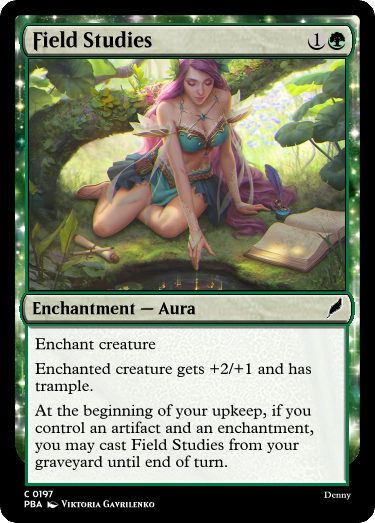 Field Studies 1
Enchantment — Aura
Enchant creature
Enchanted creature gets +2/+1 and has
trample.
At the beginning of your upkeep, if you
control an artifact and an enchantment,
you may cast Field Studies from your
graveyard until end of turn.
C 0197
PBA Viktoria Gavrilenko
Denny